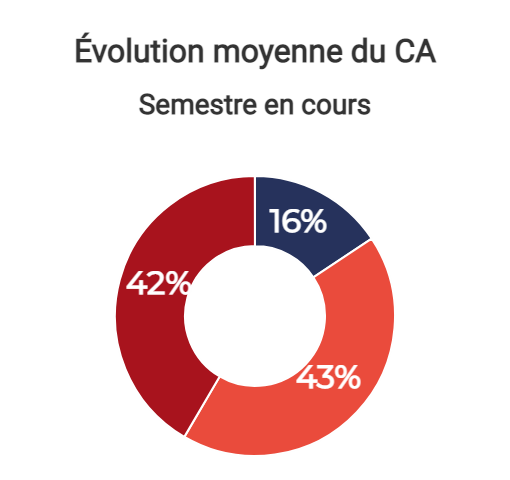 Évolution moyenne du CA
Semestre en cours
16%
42%
43%